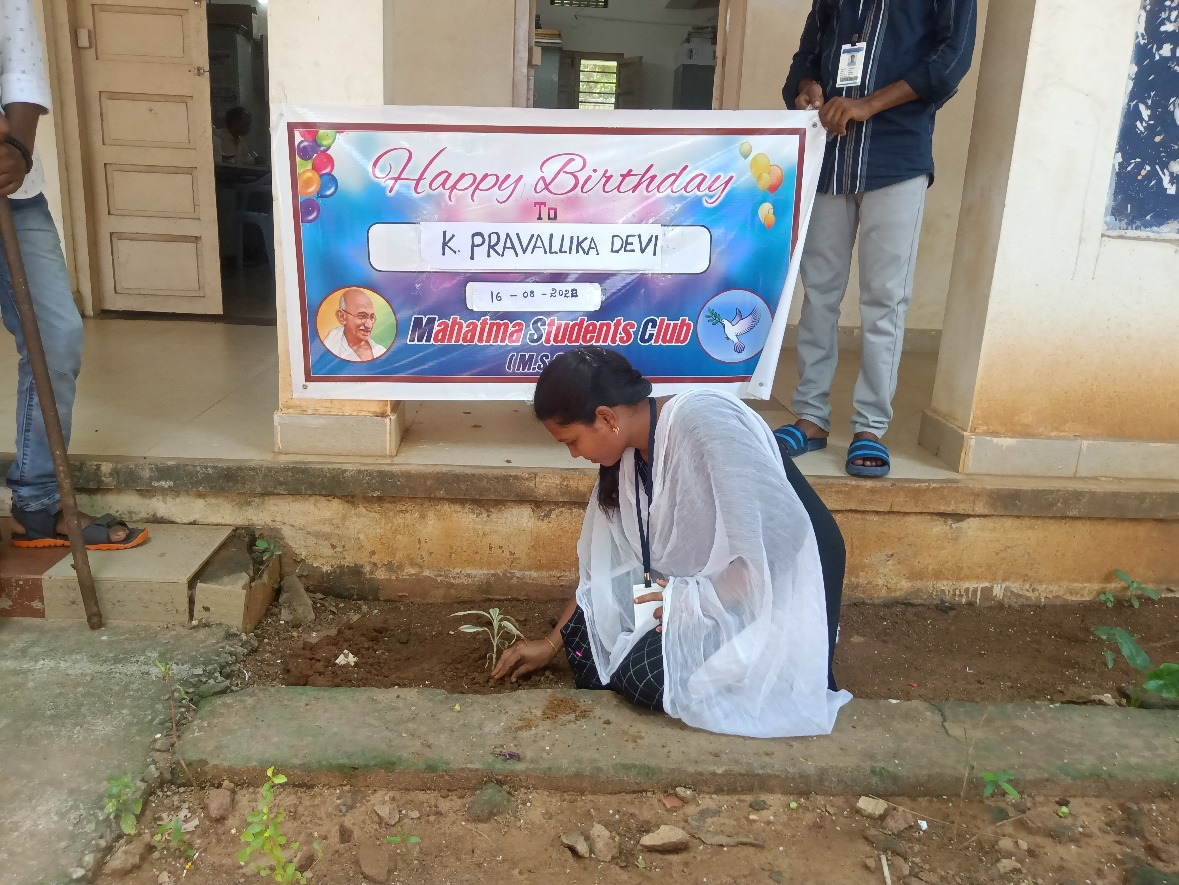 Happy Birthday
To
K. PRAVALLIKA DEVI
16 - 08 - 2022
Mahatma Students Club
(M.S.